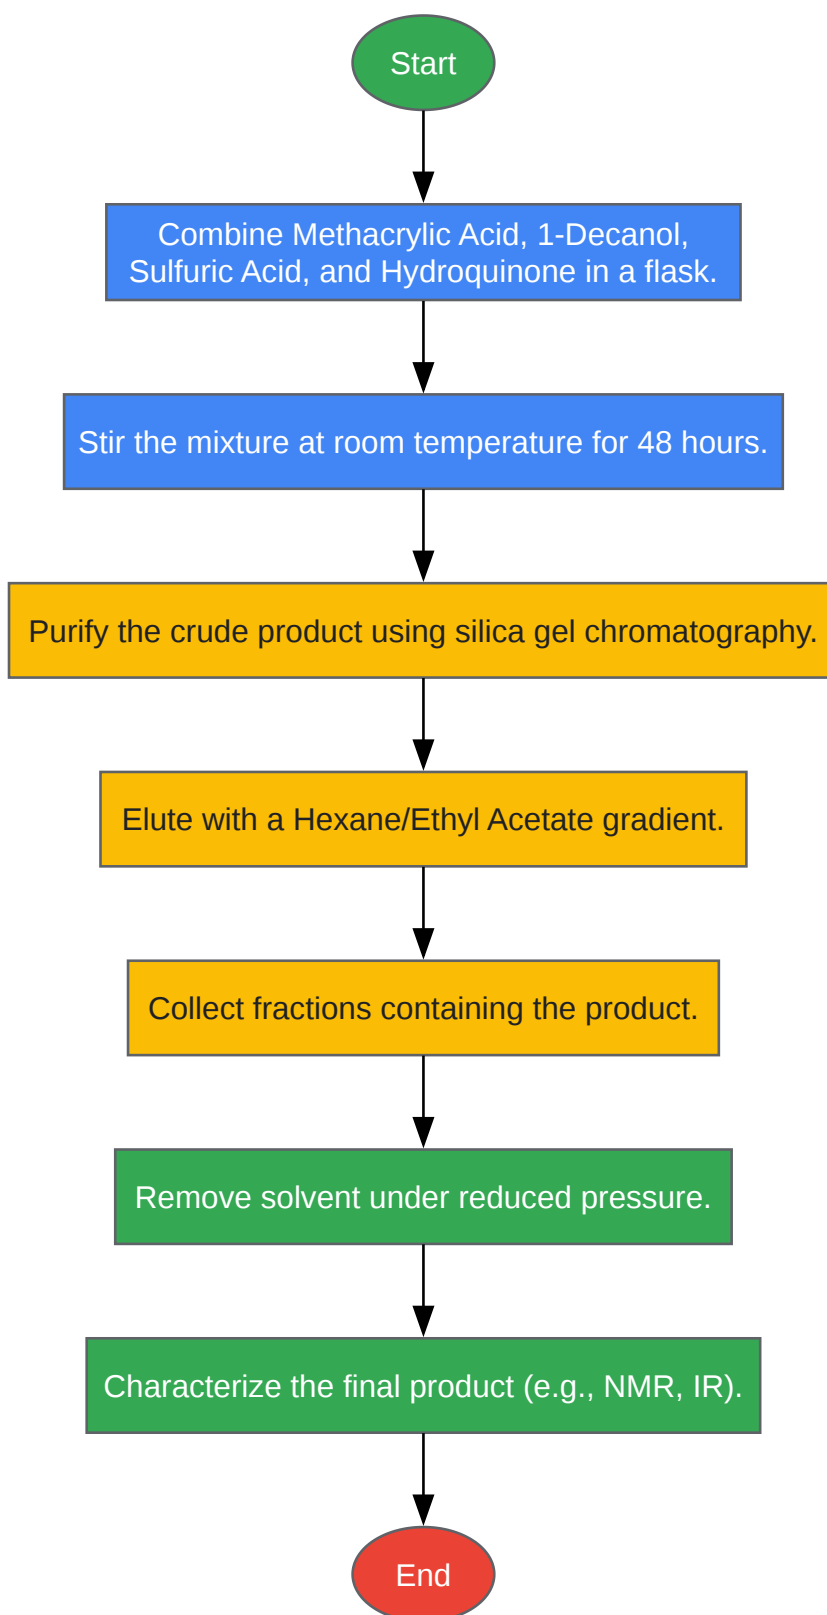 Start
Combine Methacrylic Acid, 1-Decanol,
Sulfuric Acid, and Hydroquinone in a flask.
Stir the mixture at room temperature for 48 hours.
Purify the crude product using silica gel chromatography.
Elute with a Hexane/Ethyl Acetate gradient.
Collect fractions containing the product.
Remove solvent under reduced pressure.
Characterize the final product (e.g., NMR, IR).
End